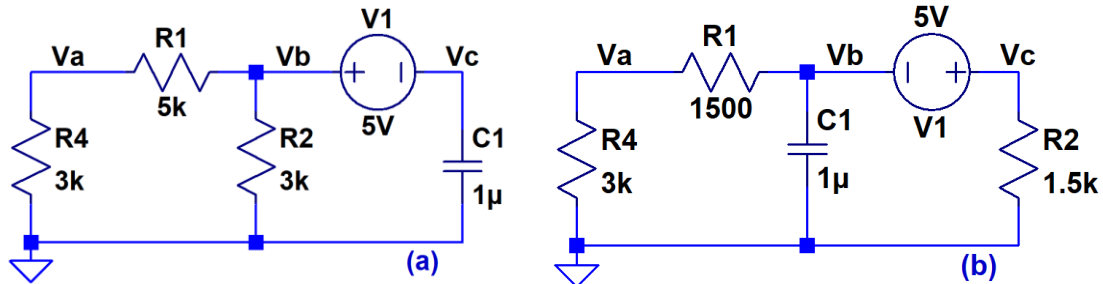 V1
Va
R1
Vb
+
−
Vc
5k
5V
R4
3k
R2
3k
C1
1µ
(a)
5V
Va
R1
Vb
−
+
Vc
1500
V1
R4
3k
C1
1µ
R2
1.5k
(b)